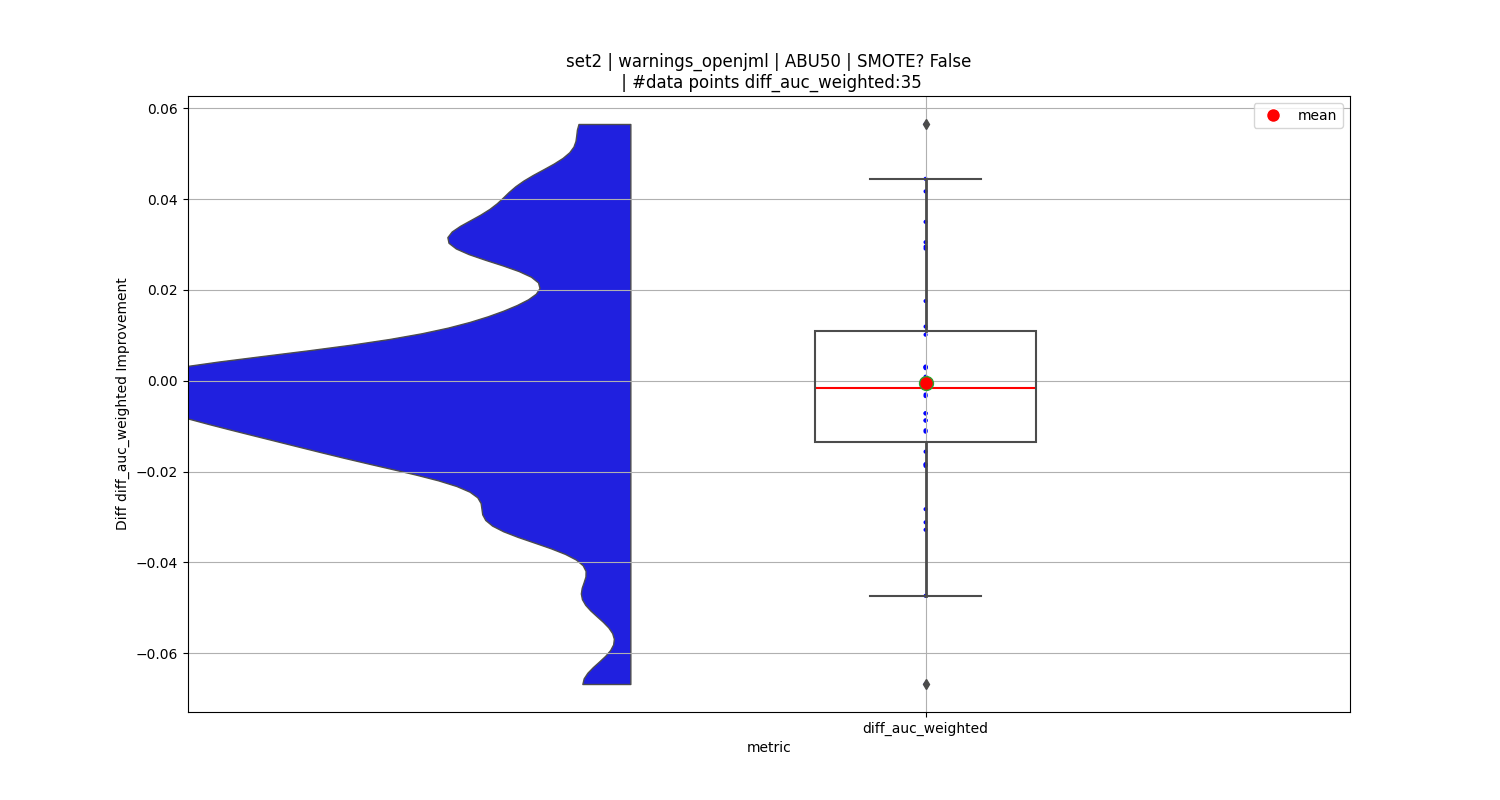 set2 | warnings_openjml | ABU50 | SMOTE? False
| #data points diff_auc_weighted:35
mean
0.06
0.04
0.02
0.00
−0.02
−0.04
−0.06
Diff diff_auc_weighted Improvement
diff_auc_weighted
metric